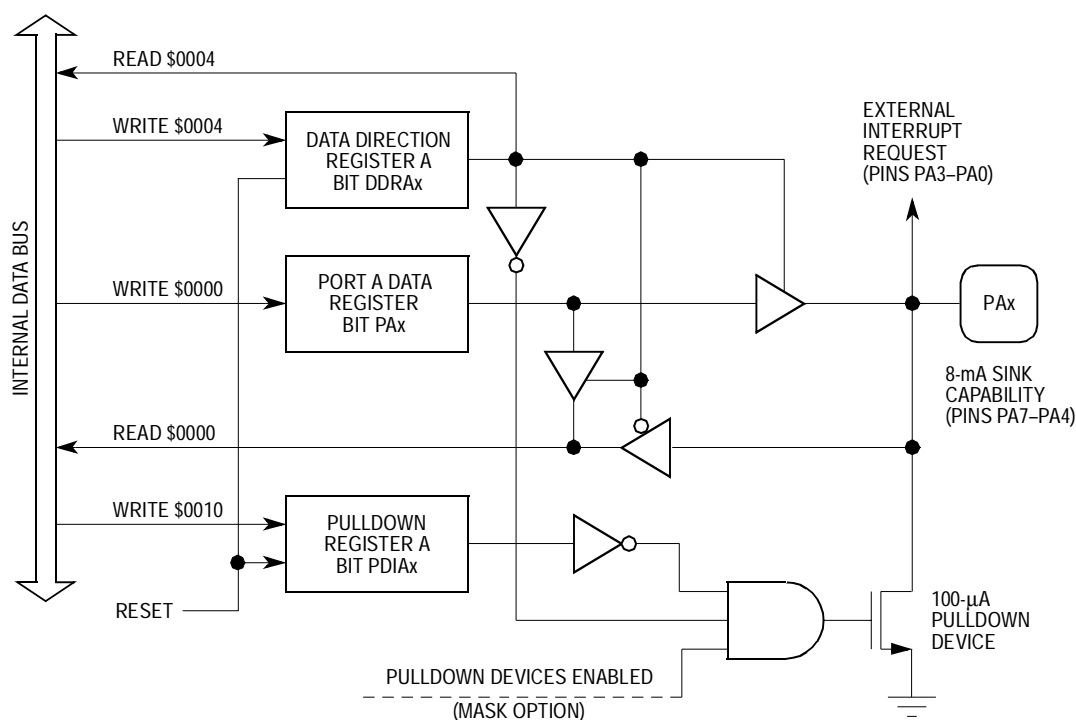 READ $0004
WRITE $0004
DATA DIRECTION
REGISTER A
BIT DDRAx
EXTERNAL
INTERRUPT
REQUEST
(PINS PA3–PA0)
INTERNAL DATA BUS
WRITE $0000
PORT A DATA
REGISTER
BIT PAx
PAx
8-mA SINK
CAPABILITY
(PINS PA7–PA4)
READ $0000
WRITE $0010
PULLDOWN
REGISTER A
BIT PDIAx
RESET
100-μA
PULLDOWN
DEVICE
PULLDOWN DEVICES ENABLED
(MASK OPTION)